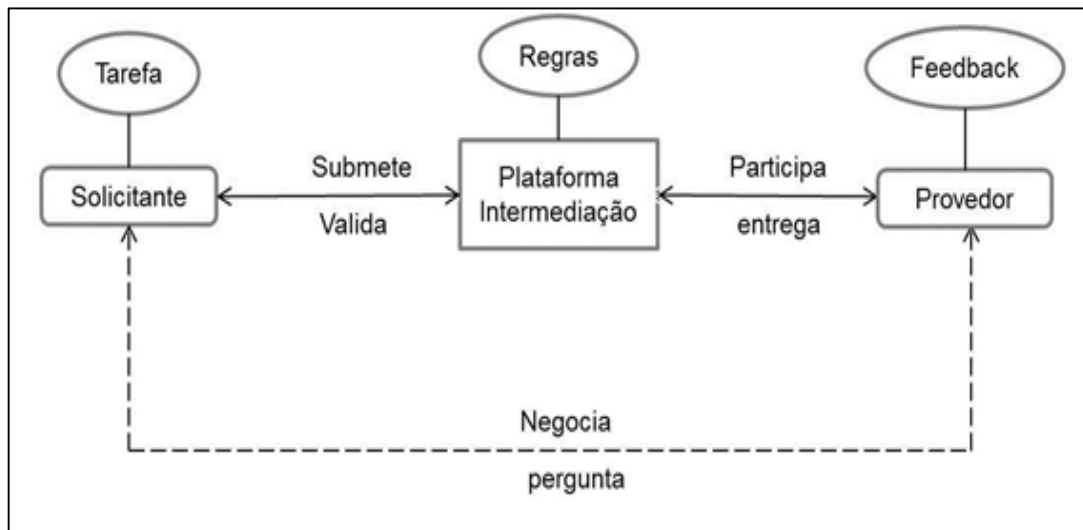 Tarefa
Regras
Feedback
Solicitante
Submete
Valida
Plataforma
Intermediação
Participa
entrega
Provedor
Negocia
pergunta